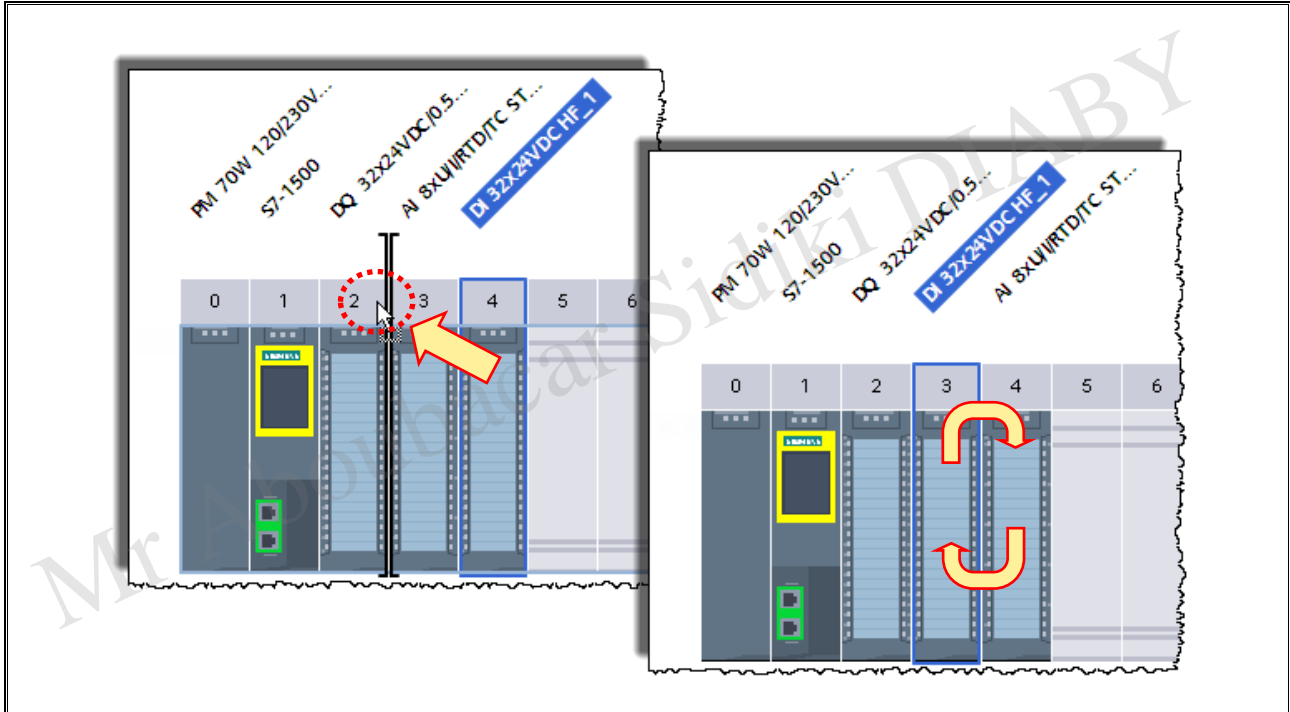 PM 70W 120/230V...
S7-1500
DQ 32x24VDC/0.5...
AI 8xU/I/RTD/TC ST...
DI 32x24VDC HF_1
0 1 2 3 4 5 6
SIEMENS
PM 70W 120/230V...
S7-1500
DQ 32x24VDC/0.5...
DI 32x24VDC HF_1
AI 8xU/I/RTD/TC ST...
0 1 2 3 4 5 6
SIEMENS
Mr Aboubacar Sidiki DIABY